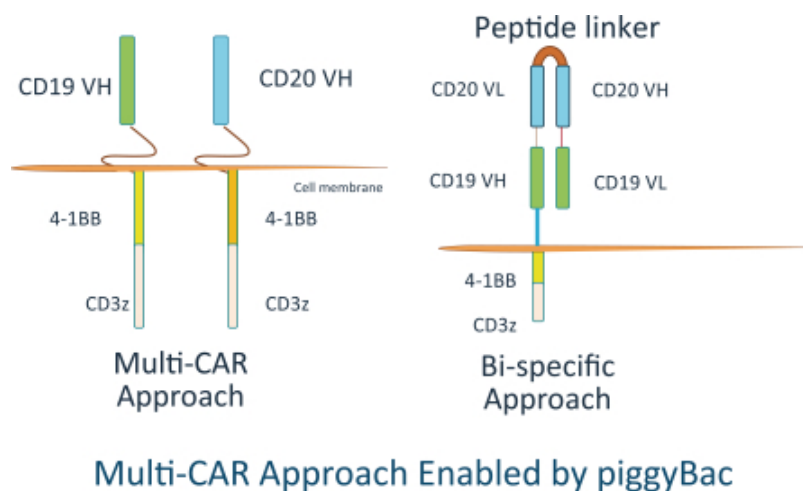 CD19 VH
CD20 VH
Cell membrane
4-1BB
4-1BB
CD3z
CD3z
Multi-CAR
Approach
Peptide linker
CD20 VL
CD20 VH
CD19 VH
CD19 VL
4-1BB
CD3z
Bi-specific
Approach
Multi-CAR Approach Enabled by piggyBac